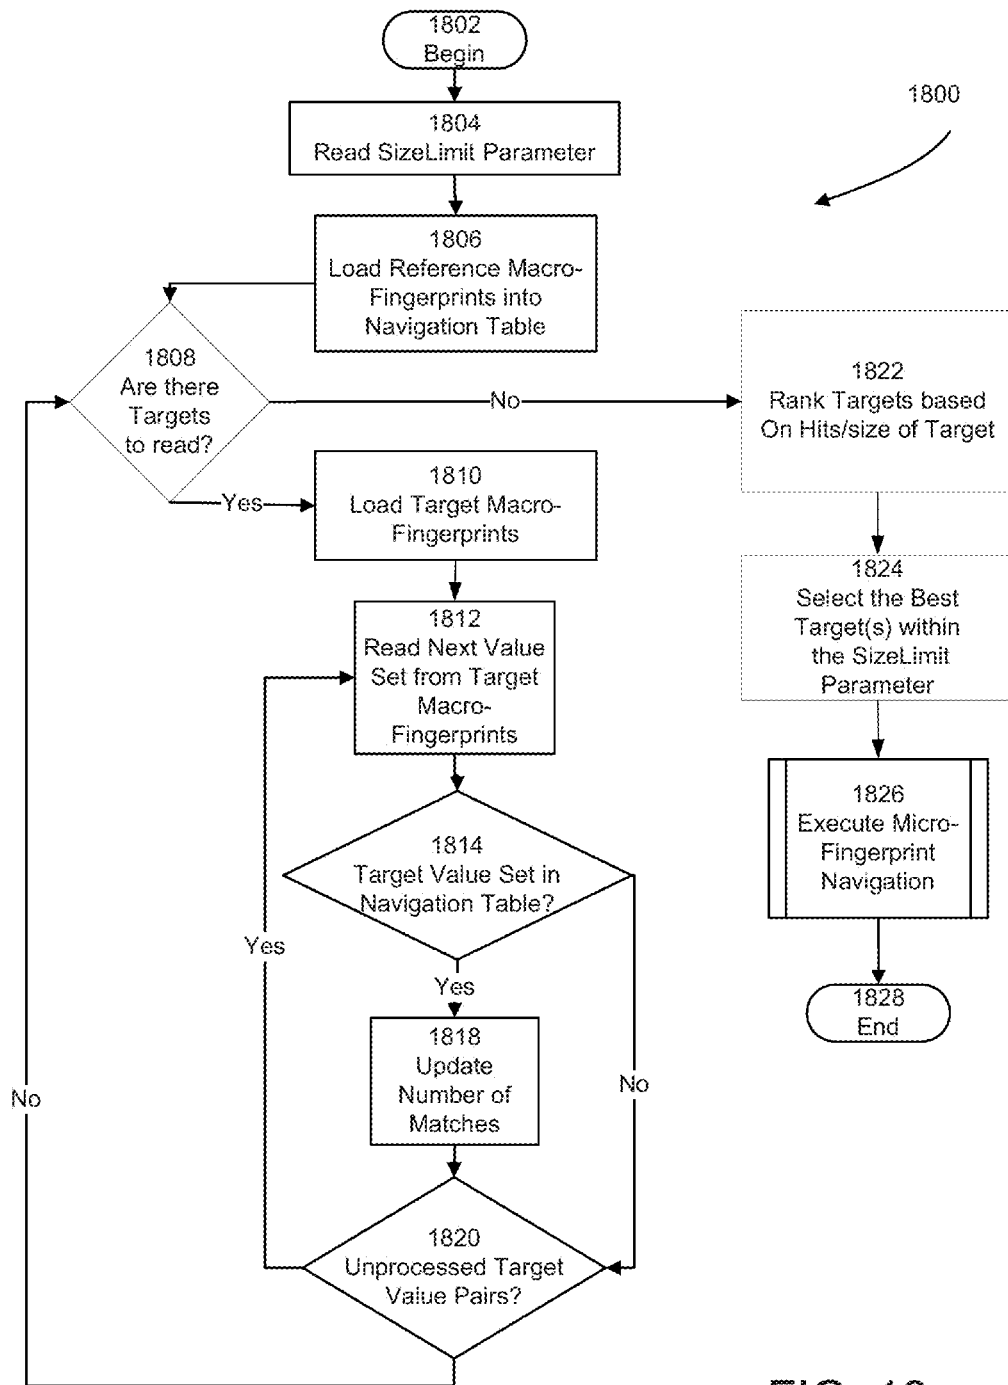 1802
Begin
1800
1804
Read SizeLimit Parameter
1806
Load Reference Macro-
Fingerprints into
Navigation Table
1808
Are there
Targets
to read?
No
1822
Rank Targets based
On Hits/size of Target
Yes
1810
Load Target Macro-
Fingerprints
1824
Select the Best
Target(s) within
the SizeLimit
Parameter
1812
Read Next Value
Set from Target
Macro-
Fingerprints
1826
Execute Micro-
Fingerprint
Navigation
1814
Target Value Set in
Navigation Table?
Yes
Yes
1828
End
1818
Update
Number of
Matches
No
No
1820
Unprocessed Target
Value Pairs?